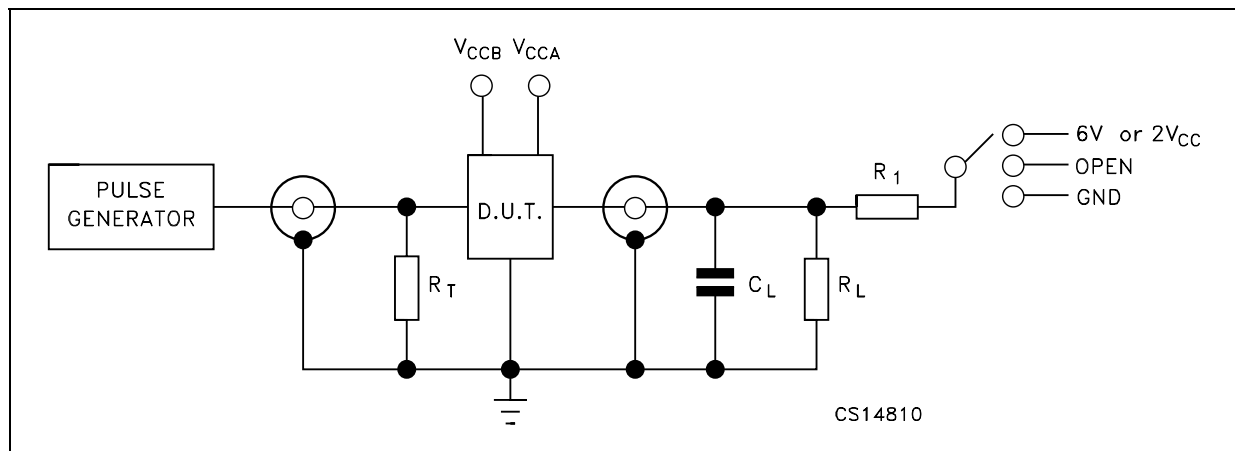 VCCB VCCA
6V or 2VCC
OPEN
GND
R1
PULSE
GENERATOR
D.U.T.
RT
CL
RL
CS14810